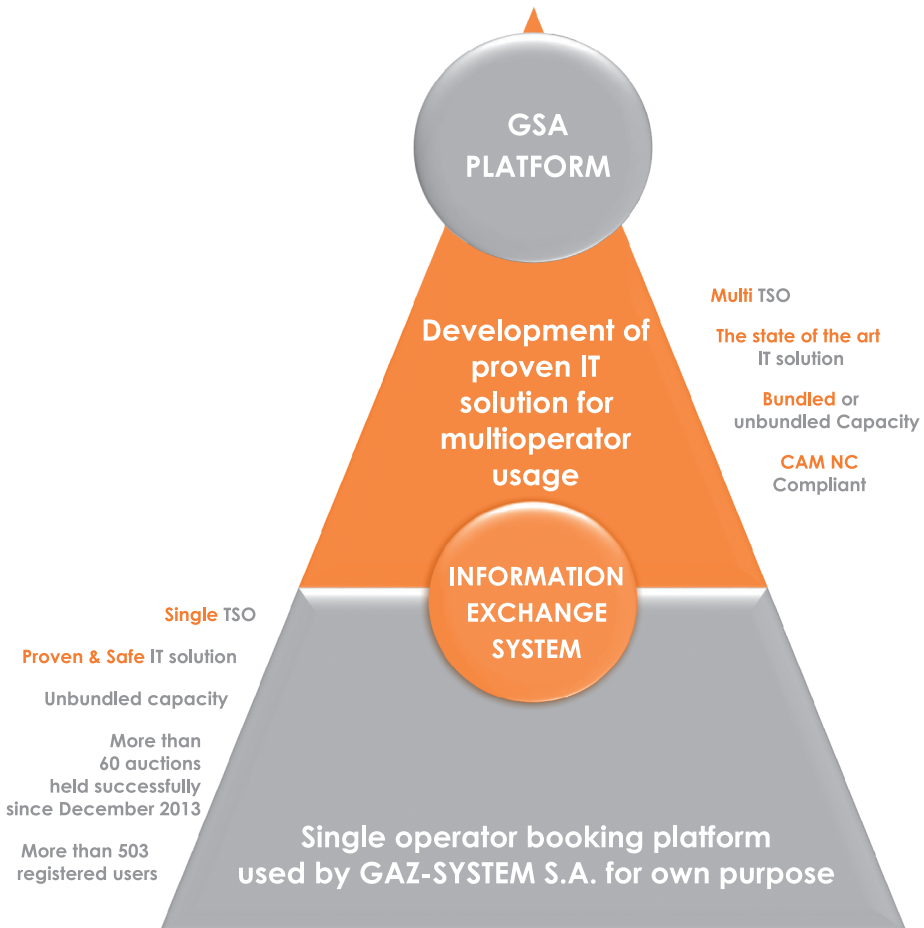 GSA
PLATFORM
Development of
proven IT
solution for
multioperator
usage
Multi TSO
The state of the art
IT solution
Bundled or
unbundled Capacity
CAM NC
Compliant
INFORMATION
EXCHANGE
SYSTEM
Single TSO
Proven & Safe IT solution
Unbundled capacity
More than
60 auctions
held successfully
since December 2013
More than 503
registered users
Single operator booking platform
used by GAZ-SYSTEM S.A. for own purpose